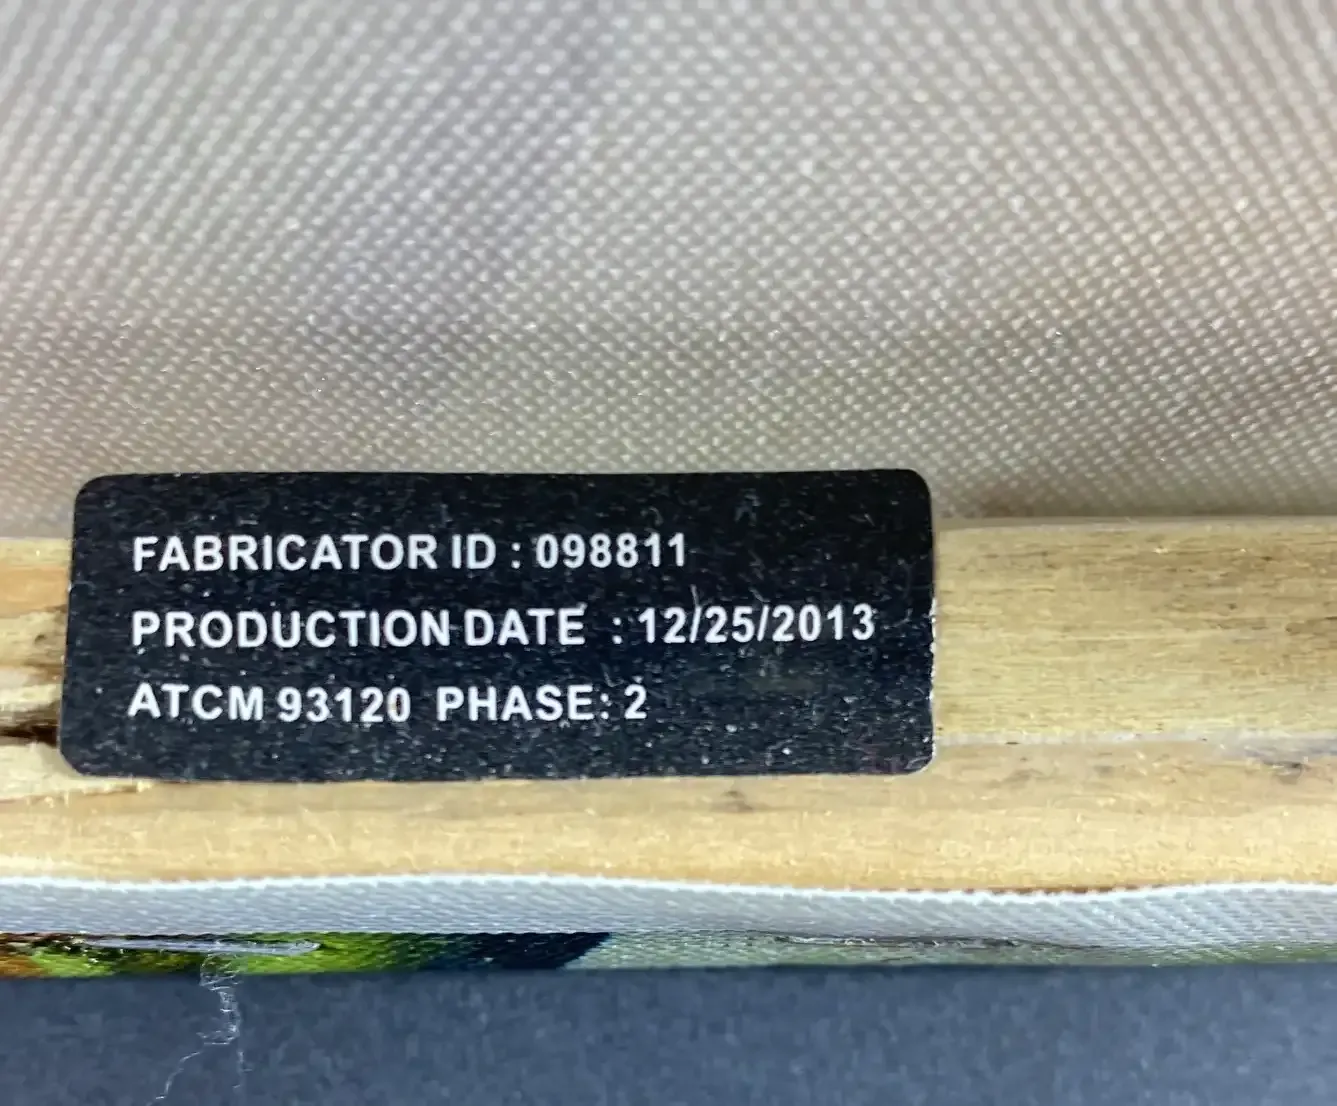 FABRICATOR ID : 098811
PRODUCTION DATE : 12/25/2013
ATCM 93120 PHASE: 2